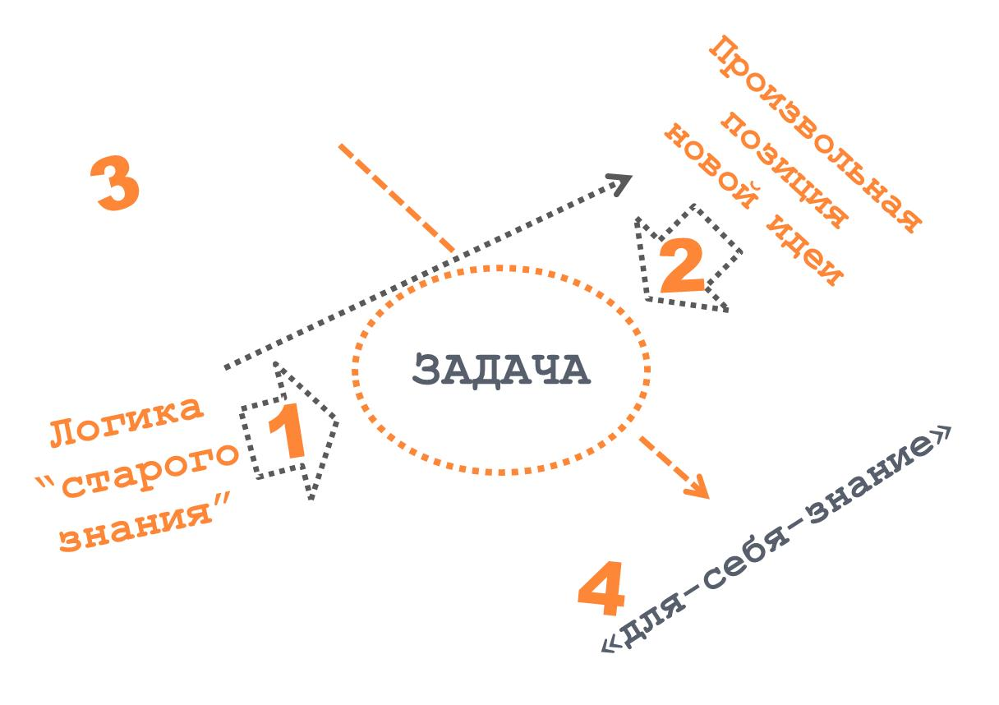 Произвольная
позиция
новой идеи
3
2
ЗАДАЧА
1
Логика
“старого
знания”
4
«для-себя-знание»